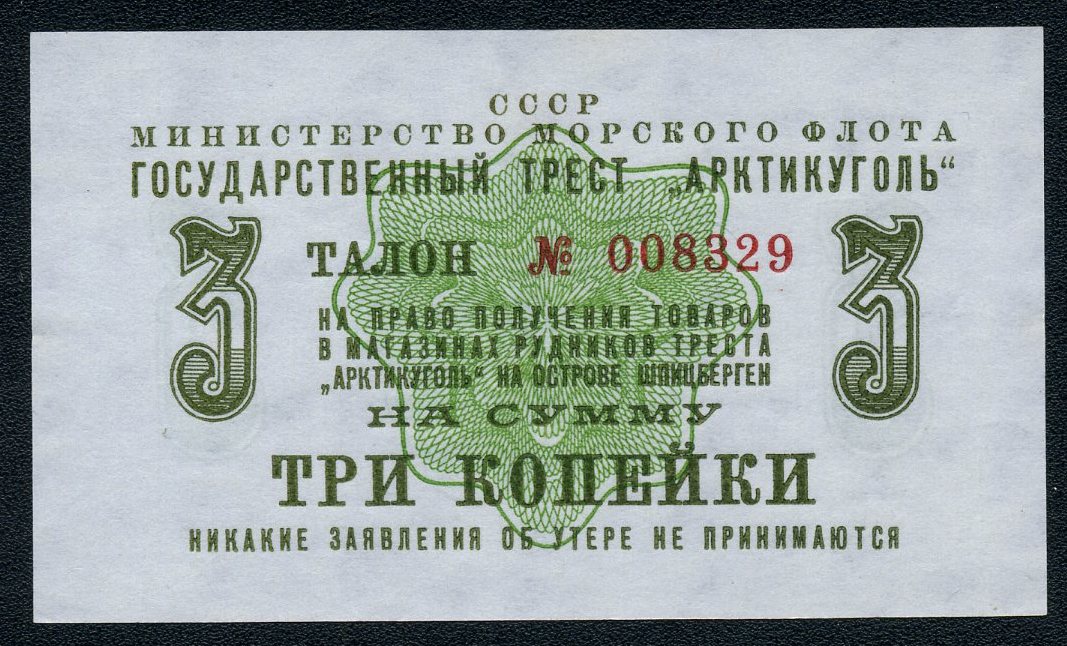 СССР
МИНИСТЕРСТВО МОРСКОГО ФЛОТА
ГОСУДАРСТВЕННЫЙ ТРЕСТ „АРКТИКУГОЛЬ“
3 ТАЛОН № 008329 3
НА ПРАВО ПОЛУЧЕНИЯ ТОВАРОВ
В МАГАЗИНАХ РУДНИКОВ ТРЕСТА
„АРКТИКУГОЛЬ“ НА ОСТРОВЕ ШПИЦБЕРГЕН
НА СУММУ
ТРИ КОПЕЙКИ
НИКАКИЕ ЗАЯВЛЕНИЯ ОБ УТЕРЕ НЕ ПРИНИМАЮТСЯ